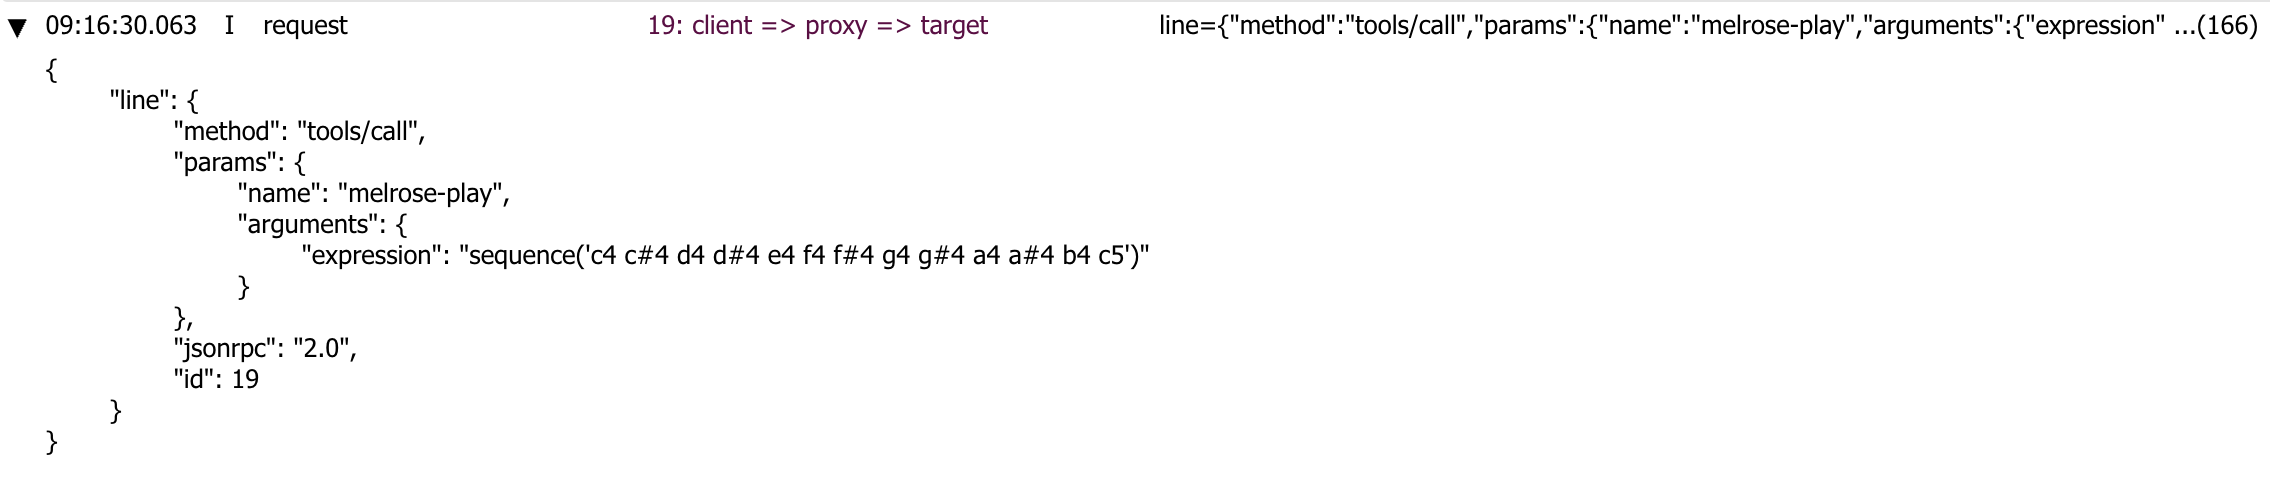 ▼ 09:16:30.063 I request 19: client => proxy => target line={"method":"tools/call","params":{"name":"melrose-play","arguments":{"expression" ...(166)
{
"line": {
"method": "tools/call",
"params": {
"name": "melrose-play",
"arguments": {
"expression": "sequence('c4 c#4 d4 d#4 e4 f4 f#4 g4 g#4 a4 a#4 b4 c5')"
}
},
"jsonrpc": "2.0",
"id": 19
}
}